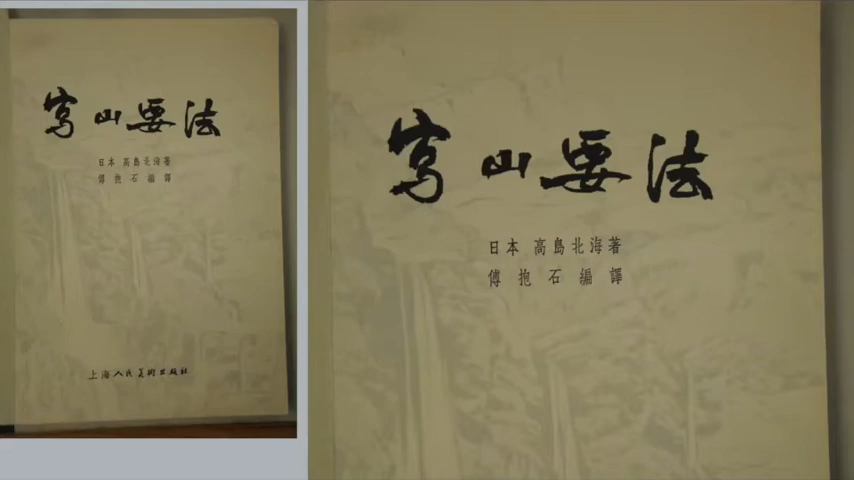 写山要法
日本 高島北海著
傅抱石編譯
上海人民美術出版社
写山要法
日本 高島北海著
傅抱石編譯